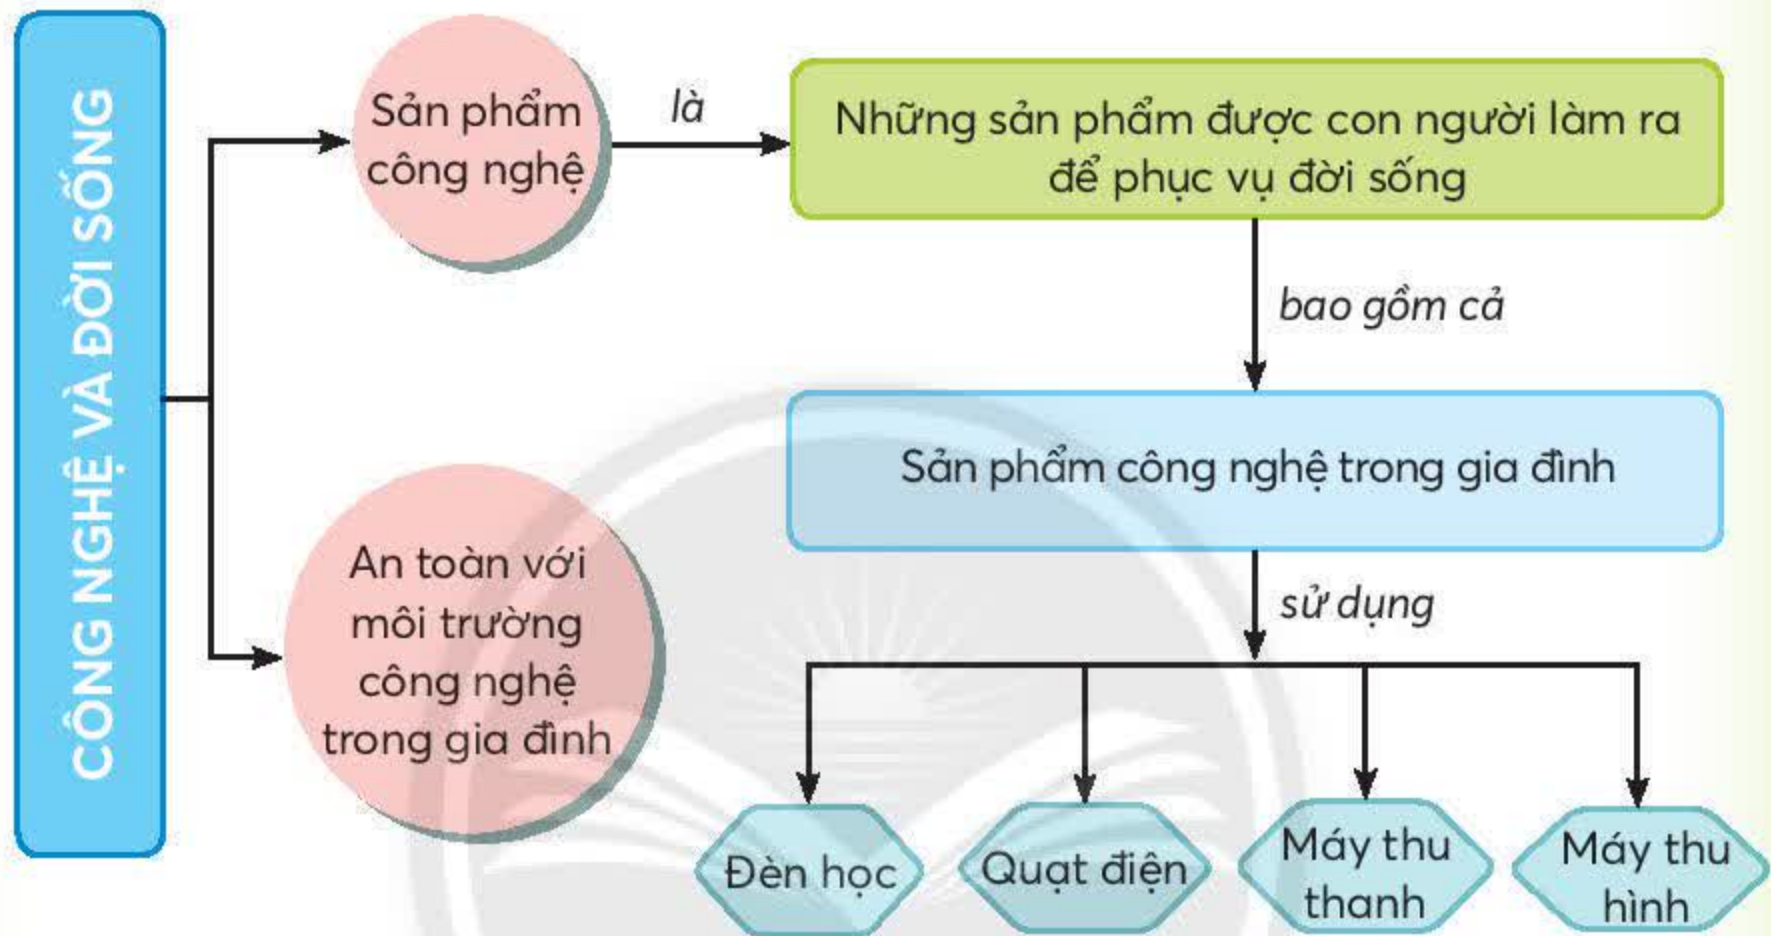 CÔNG NGHỆ VÀ ĐỜI SỐNG
Sản phẩm
công nghệ
là
Những sản phẩm được con người làm ra
để phục vụ đời sống
bao gồm cả
Sản phẩm công nghệ trong gia đình
sử dụng
Đèn học
Quạt điện
Máy thu
thanh
Máy thu
hình
An toàn với
môi trường
công nghệ
trong gia đình